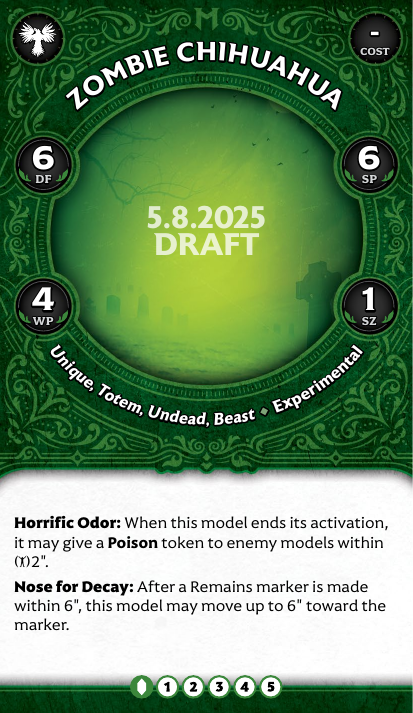 M
-
COST
ZOMBIE CHIHUAHUA
6
DF
6
SP
5.8.2025
DRAFT
4
WP
1
SZ
Unique, Totem, Undead, Beast ⬥ Experimental
Horrific Odor: When this model ends its activation,
it may give a Poison token to enemy models within
2".
Nose for Decay: After a Remains marker is made
within 6", this model may move up to 6" toward the
marker.
1 2 3 4 5